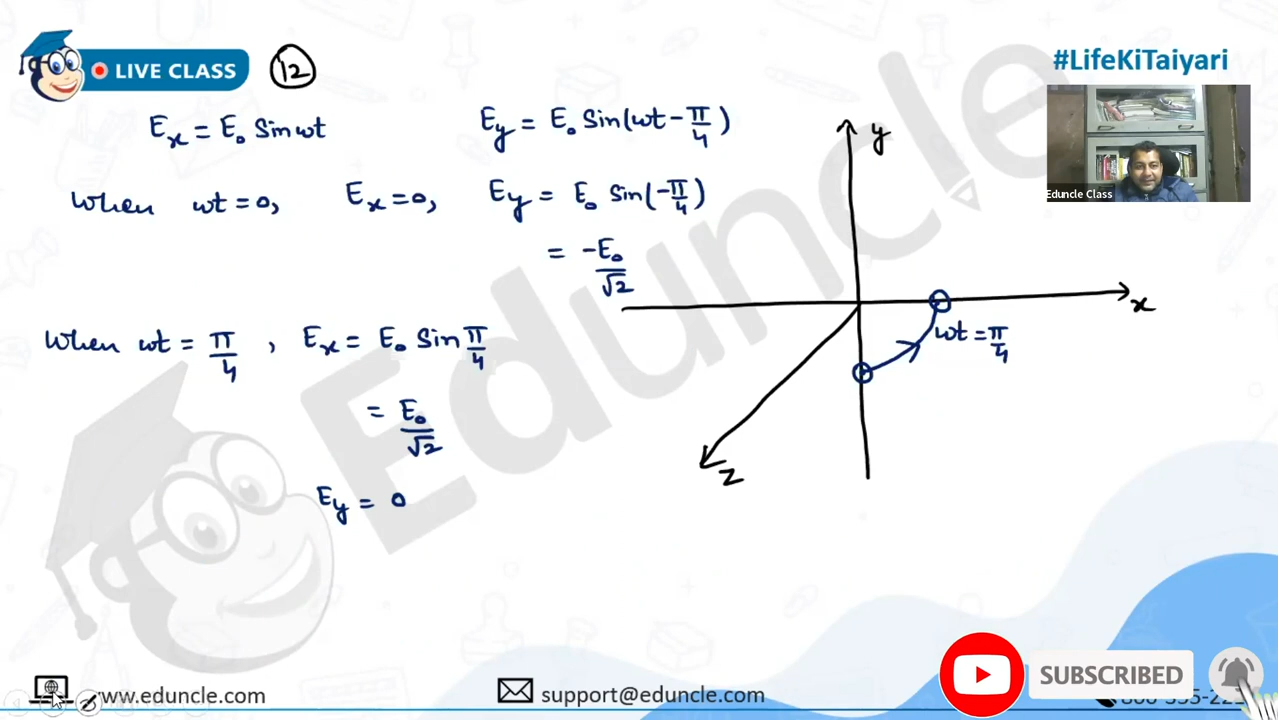 LIVE CLASS
12
#LifeKiTaiyari
Ex = E₀ Sin ωt
Ey = E₀ Sin(ωt - π/4)
When ωt = 0, Ex = 0, Ey = E₀ Sin(-π/4)
= -E₀/√2
When ωt = π/4, Ex = E₀ Sin π/4
= E₀/√2
Ey = 0
y
x
ωt = π/4
z
Eduncle Class
Eduncle
www.eduncle.com
support@eduncle.com
SUBSCRIBED